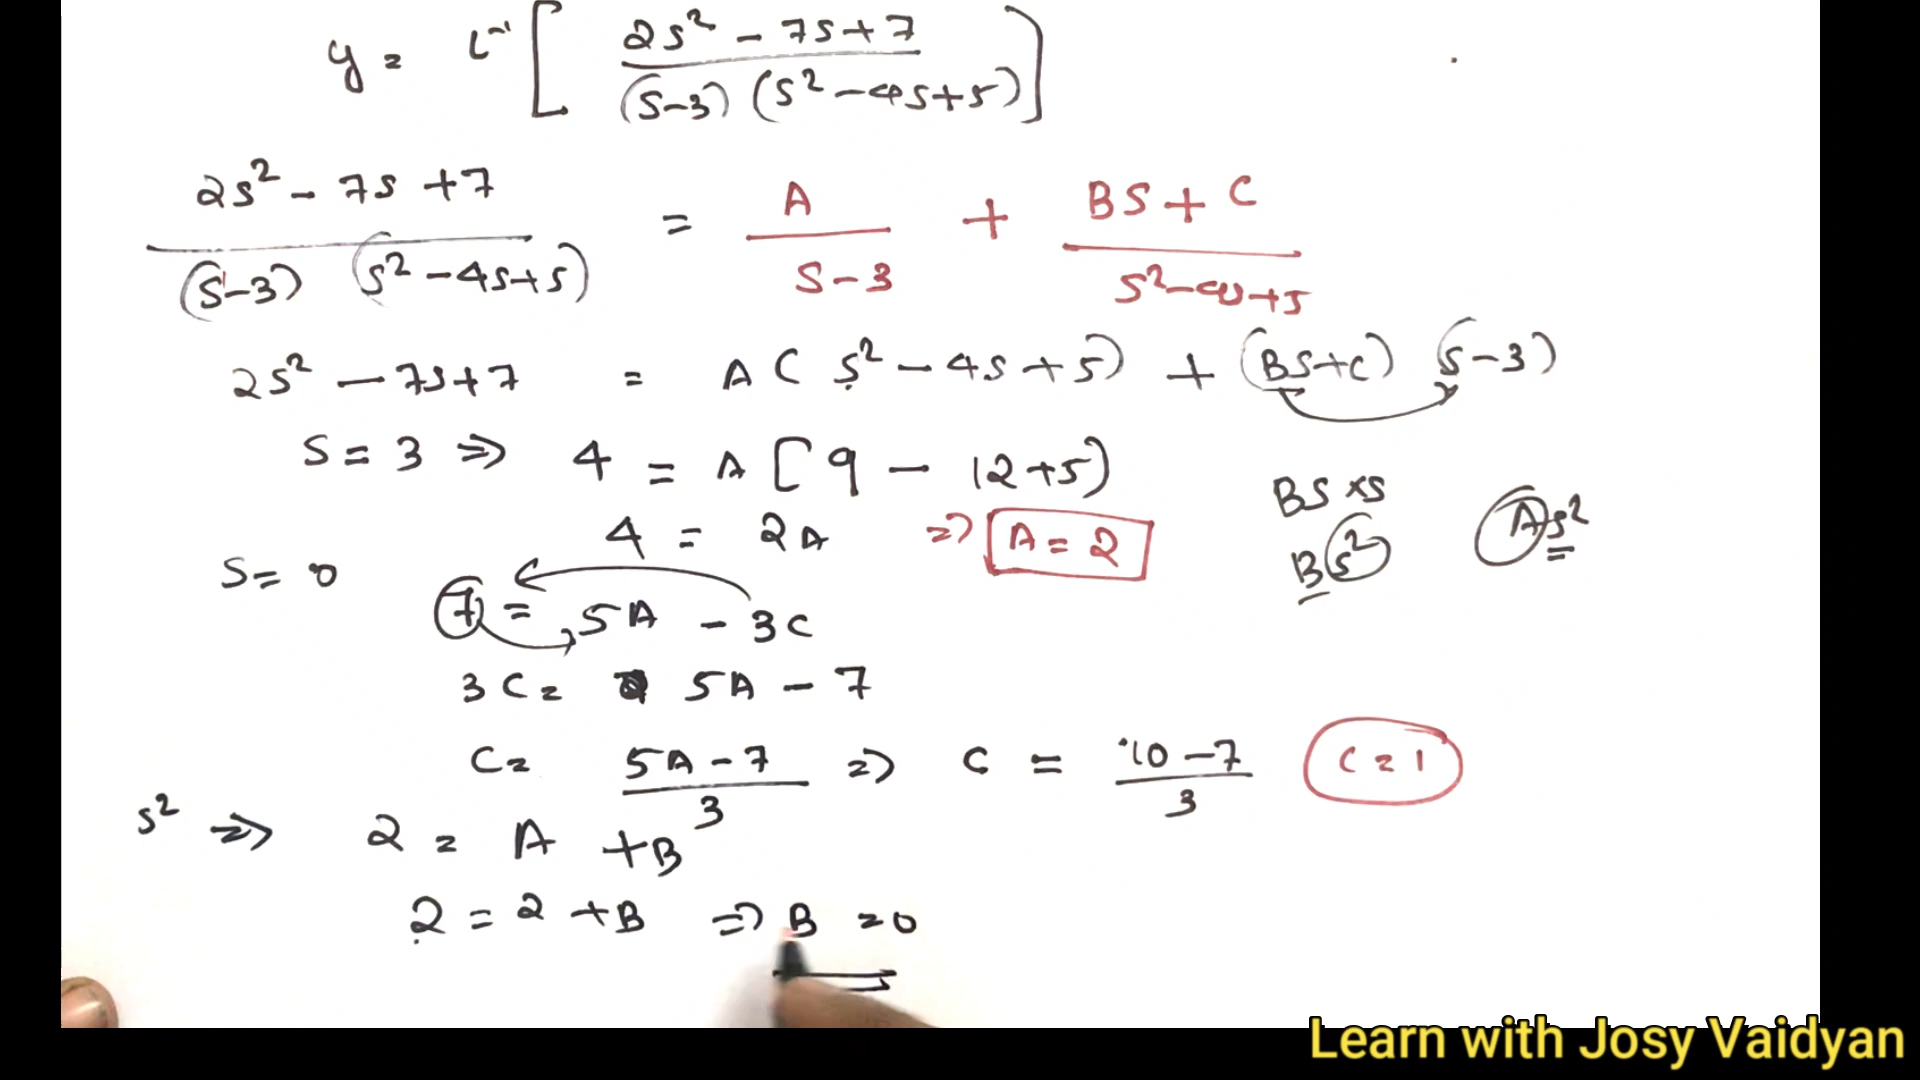 y = L⁻¹ [ (2s² - 7s + 7) / ((s-3) (s² - 4s + 5)) ]
(2s² - 7s + 7) / ((s-3) (s² - 4s + 5)) = A / (s-3) + (Bs + C) / (s² - 4s + 5)
2s² - 7s + 7 = A ( s² - 4s + 5) + (Bs + C) (s - 3)
s = 3 ⇒ 4 = A [ 9 - 12 + 5)
Bs × s
As²
4 = 2A ⇒ A = 2
Bs²
s = 0
7 = 5A - 3C
3C = 5A - 7
C = (5A - 7) / 3 ⇒ C = (10 - 7) / 3 C = 1
s² ⇒ 2 = A + B
2 = 2 + B ⇒ B = 0
Learn with Josy Vaidyan